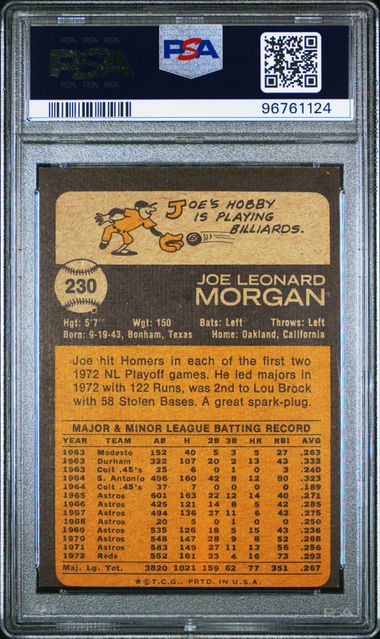 PSA
PSA
96761124
JOE'S HOBBY
IS PLAYING
BILLIARDS.
230
JOE LEONARD
MORGAN
Hgt: 5'7" Wgt: 150 Bats: Left Throws: Left
Born: 9-19-43, Bonham, Texas Home: Oakland, California
Joe hit Homers in each of the first two
1972 NL Playoff games. He led majors in
1972 with 122 Runs, was 2nd to Lou Brock
with 58 Stolen Bases. A great spark-plug.
MAJOR & MINOR LEAGUE BATTING RECORD
YEAR TEAM AB H 2B 3B HR RBI AVG
1963 Modesto 152 40 5 3 5 27 .263
1963 Durham 322 107 20 2 13 43 .332
1963 Colt .45's 25 6 0 1 0 3 .240
1964 S. Antonio 496 160 42 8 12 90 .323
1964 Colt .45's 37 7 0 0 0 0 .189
1965 Astros 601 163 22 12 14 40 .271
1966 Astros 425 121 14 8 5 42 .285
1967 Astros 494 136 27 11 6 42 .275
1968 Astros 20 5 0 1 0 0 .250
1969 Astros 535 126 18 5 15 43 .236
1970 Astros 548 147 28 9 8 52 .268
1971 Astros 583 149 27 11 13 56 .256
1972 Reds 552 161 23 4 16 73 .292
Maj. Lg. Tot. 3820 1021 159 62 77 351 .267
★©T.C.G., PRTD. IN U.S.A.